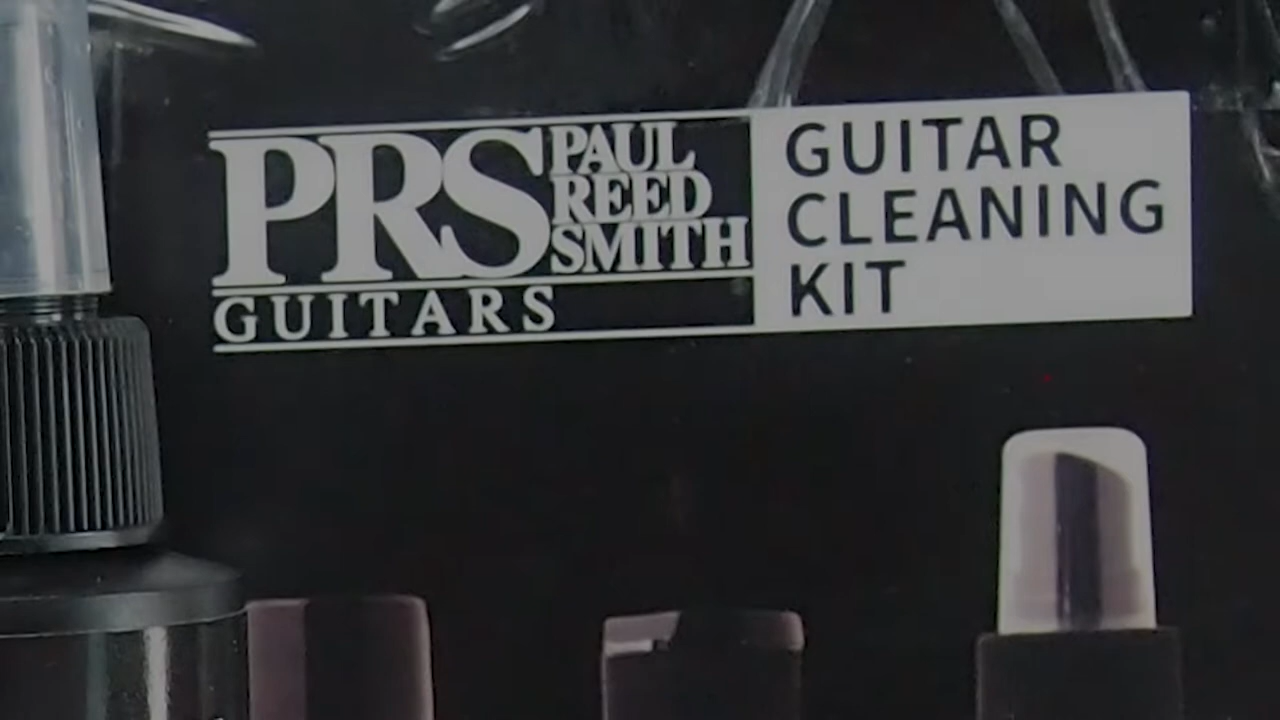 PRS
PAUL
REED
SMITH
GUITARS
GUITAR
CLEANING
KIT